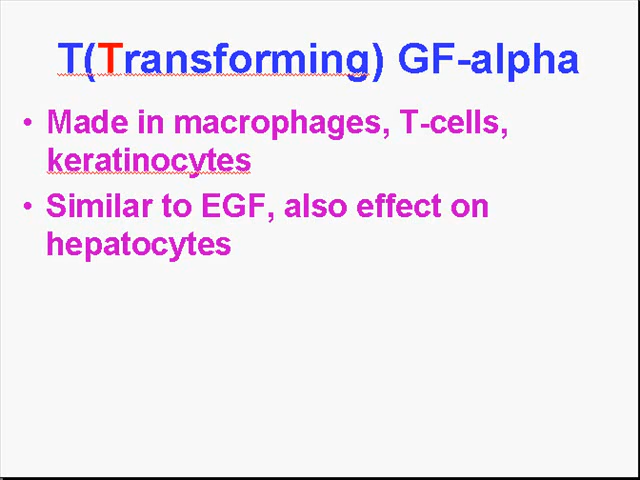 T(Transforming) GF-alpha
• Made in macrophages, T-cells,
keratinocytes
• Similar to EGF, also effect on
hepatocytes